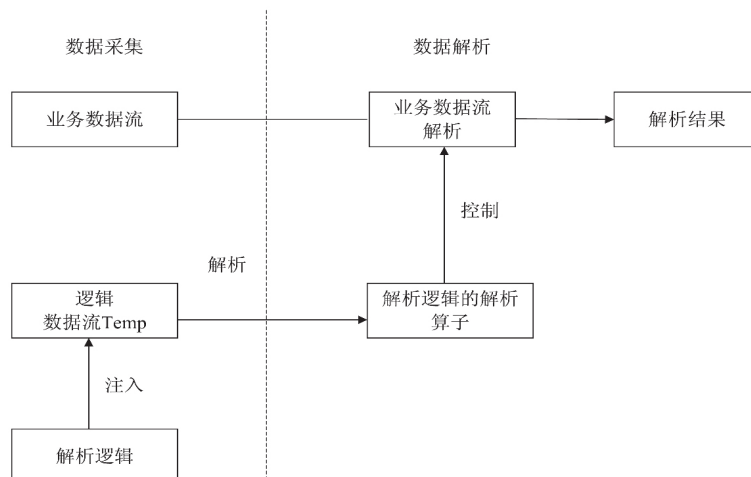 数据采集
数据解析
业务数据流
业务数据流
解析
解析结果
控制
解析
逻辑
数据流Temp
解析逻辑的解析
算子
注入
解析逻辑